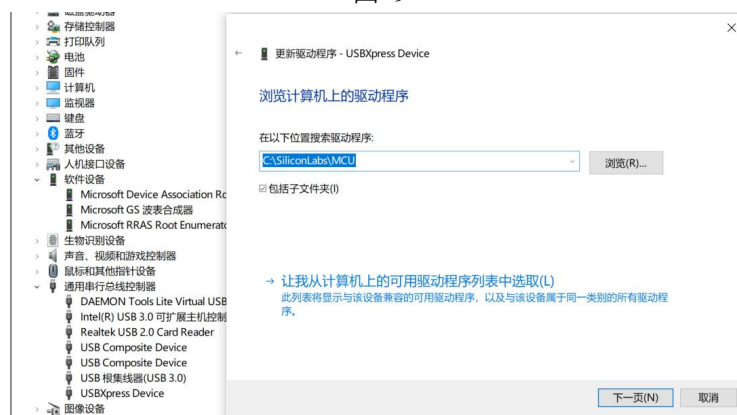 存储控制器
打印队列
电池
固件
计算机
监视器
键盘
蓝牙
其他设备
人机接口设备
软件设备
Microsoft Device Association Ro
Microsoft GS 波表合成器
Microsoft RRAS Root Enumerato
生物识别设备
声音、视频和游戏控制器
鼠标和其他指针设备
通用串行总线控制器
DAEMON Tools Lite Virtual USB
Intel(R) USB 3.0 可扩展主机控制
Realtek USB 2.0 Card Reader
USB Composite Device
USB Composite Device
USB 根集线器(USB 3.0)
USBXpress Device
图像设备
更新驱动程序 - USBXpress Device
浏览计算机上的驱动程序
在以下位置搜索驱动程序:
C:\SiliconLabs\MCU
浏览(R)...
包括子文件夹(I)
→ 让我从计算机上的可用驱动程序列表中选取(L)
此列表将显示与该设备兼容的可用驱动程序，以及与该设备属于同一类别的所有驱动程
序。
下一页(N)
取消